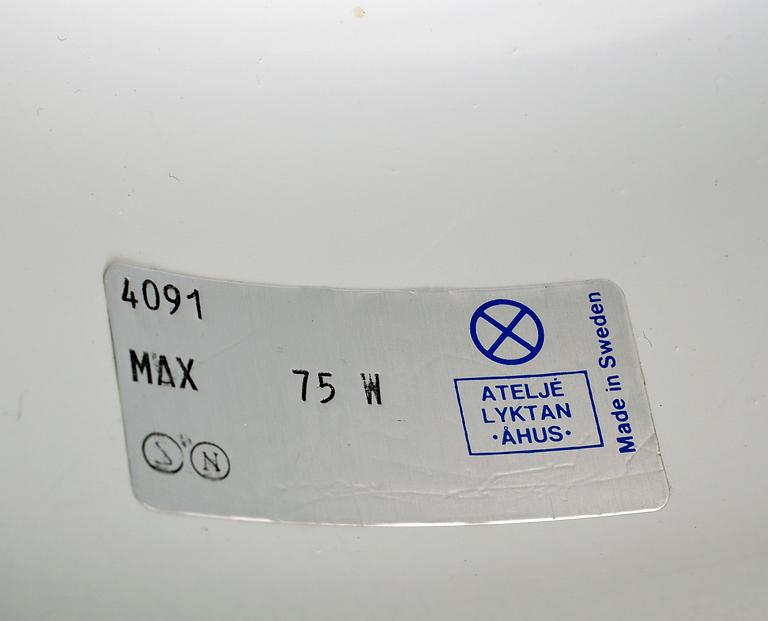 4091
MAX 75 W
S N
ATELJÉ
LYKTAN
·ÅHUS·
Made in Sweden